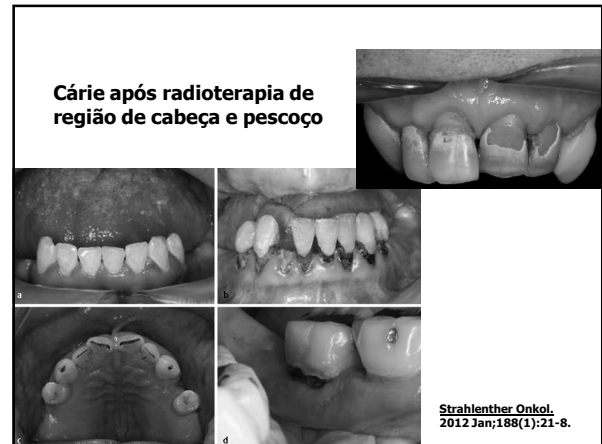 Cárie após radioterapia de
região de cabeça e pescoço
a
b
c
d
Strahlenther Onkol.
2012 Jan;188(1):21-8.